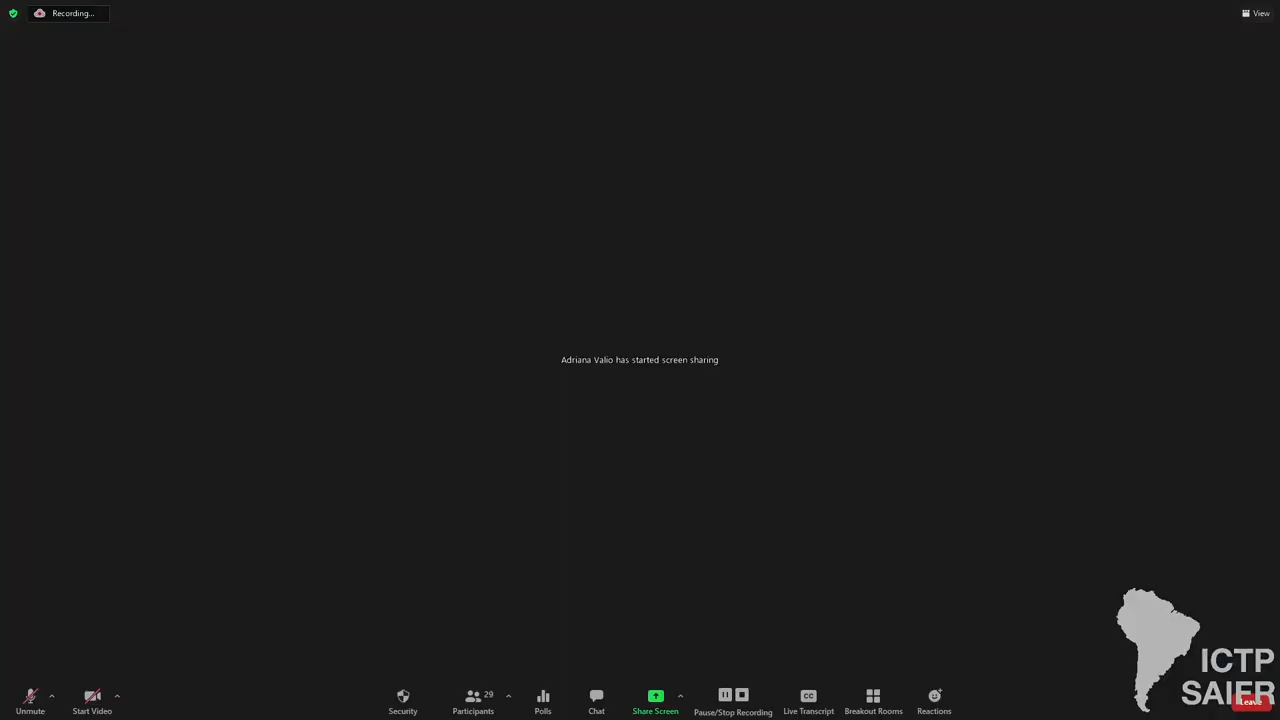 Recording...
View
Adriana Valio has started screen sharing
ICTP
SAIFR
Unmute
Start Video
Security
29
Participants
Polls
Chat
Share Screen
Pause/Stop Recording
CC
Live Transcript
Breakout Rooms
Reactions
Leave